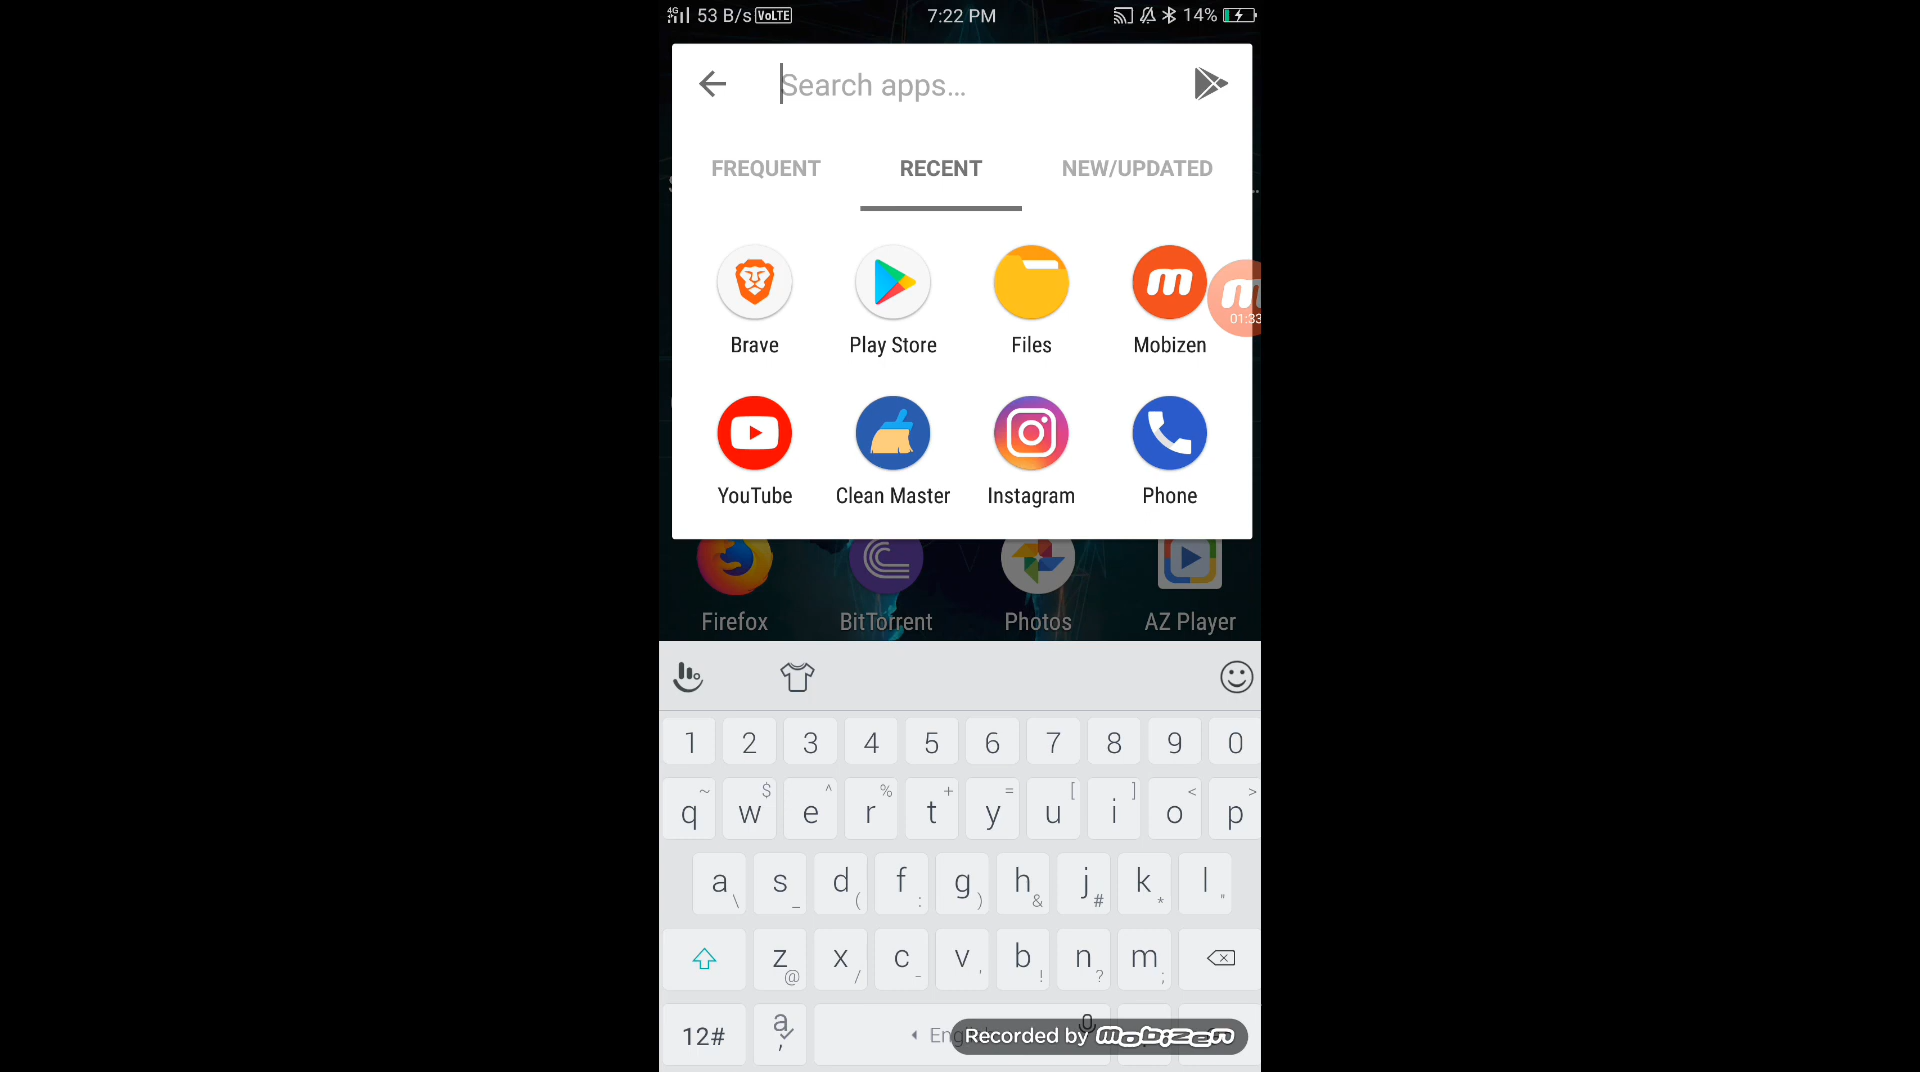 4G 53 B/s VoLTE 7:22 PM 14%
Search apps...
FREQUENT RECENT NEW/UPDATED
Brave Play Store Files Mobizen
01:33
YouTube Clean Master Instagram Phone
Firefox BitTorrent Photos AZ Player
1 2 3 4 5 6 7 8 9 0
~ $ ^ % + = [ ] < >
q w e r t y u i o p
a s d f g h j k l
\ _ ( : ) & # * "
z x c v b n m
@ / - ' ! ? ;
12# a ,
Recorded by mobizen